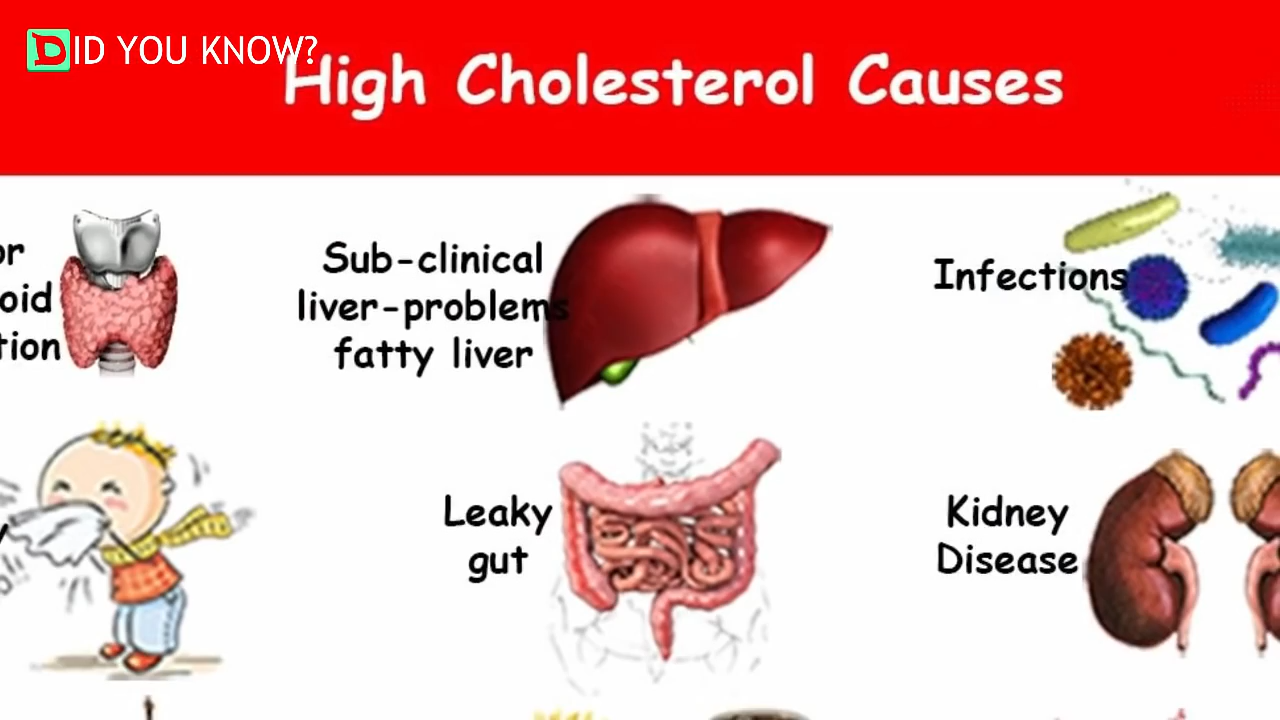 DID YOU KNOW?
High Cholesterol Causes
Sub-clinical
liver-problems
fatty liver
Infections
Leaky
gut
Kidney
Disease